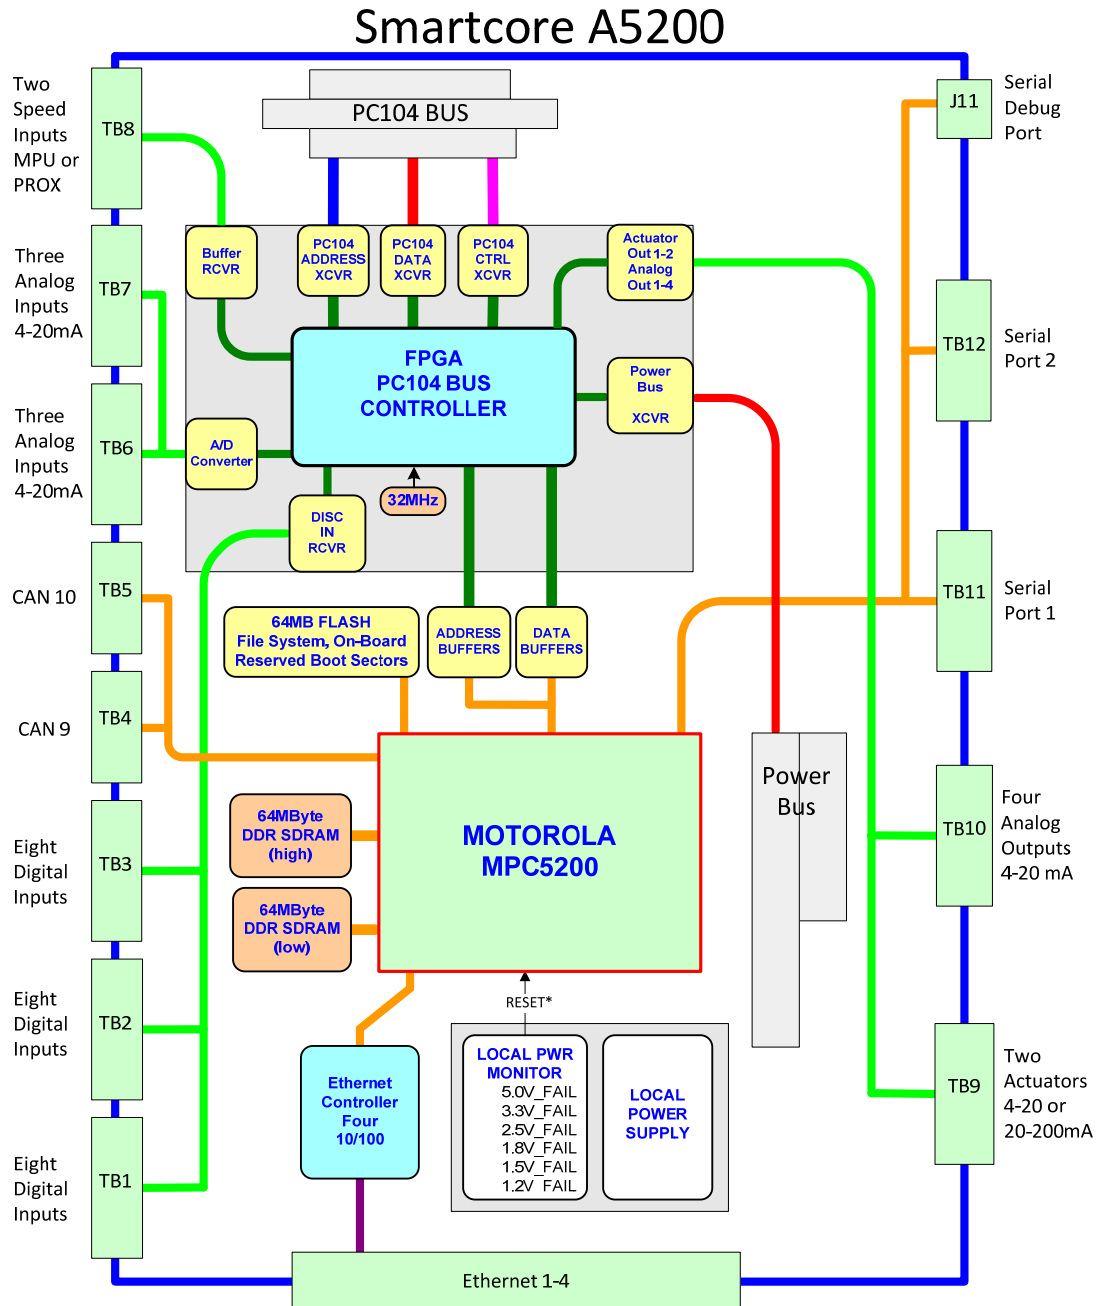 Smartcore A5200
Two
Speed
Inputs
MPU or
PROX
TB8
PC104 BUS
J11
Serial
Debug
Port
Three
Analog
Inputs
4-20mA
TB7
Buffer
RCVR
PC104
ADDRESS
XCVR
PC104
DATA
XCVR
PC104
CTRL
XCVR
Actuator
Out 1-2
Analog
Out 1-4
TB12
Serial
Port 2
FPGA
PC104 BUS
CONTROLLER
Power
Bus
XCVR
Three
Analog
Inputs
4-20mA
TB6
A/D
Converter
32MHz
DISC
IN
RCVR
CAN 10
TB5
TB11
Serial
Port 1
64MB FLASH
File System, On-Board
Reserved Boot Sectors
ADDRESS
BUFFERS
DATA
BUFFERS
CAN 9
TB4
Power
Bus
Eight
Digital
Inputs
TB3
64MByte
DDR SDRAM
(high)
MOTOROLA
MPC5200
TB10
Four
Analog
Outputs
4-20 mA
64MByte
DDR SDRAM
(low)
Eight
Digital
Inputs
TB2
RESET*
Ethernet
Controller
Four
10/100
LOCAL PWR
MONITOR
5.0V_FAIL
3.3V_FAIL
2.5V_FAIL
1.8V_FAIL
1.5V_FAIL
1.2V_FAIL
LOCAL
POWER
SUPPLY
TB9
Two
Actuators
4-20 or
20-200mA
Eight
Digital
Inputs
TB1
Ethernet 1-4